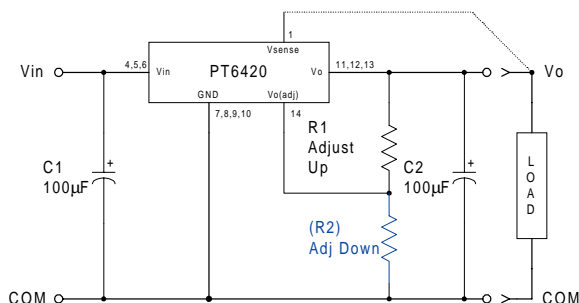 1
Vsense
Vin
4,5,6
Vin
PT6420
Vo
11,12,13
Vo
GND
Vo(adj)
7,8,9,10
14
R1
Adjust
Up
C1
100µF
+
C2
100µF
+
LOAD
(R2)
Adj Down
COM
COM